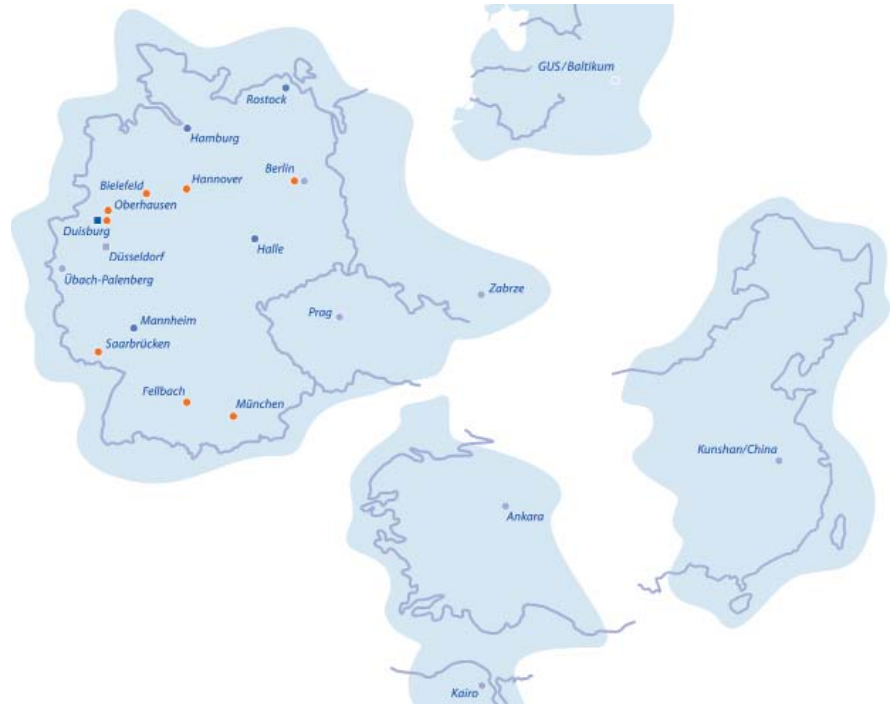 GUS/Baltikum
Rostock
Hamburg
Berlin
Bielefeld
Hannover
Oberhausen
Duisburg
Düsseldorf
Halle
Übach-Palenberg
Zabrze
Prag
Mannheim
Saarbrücken
Fellbach
München
Kunshan/China
Ankara
Kairo